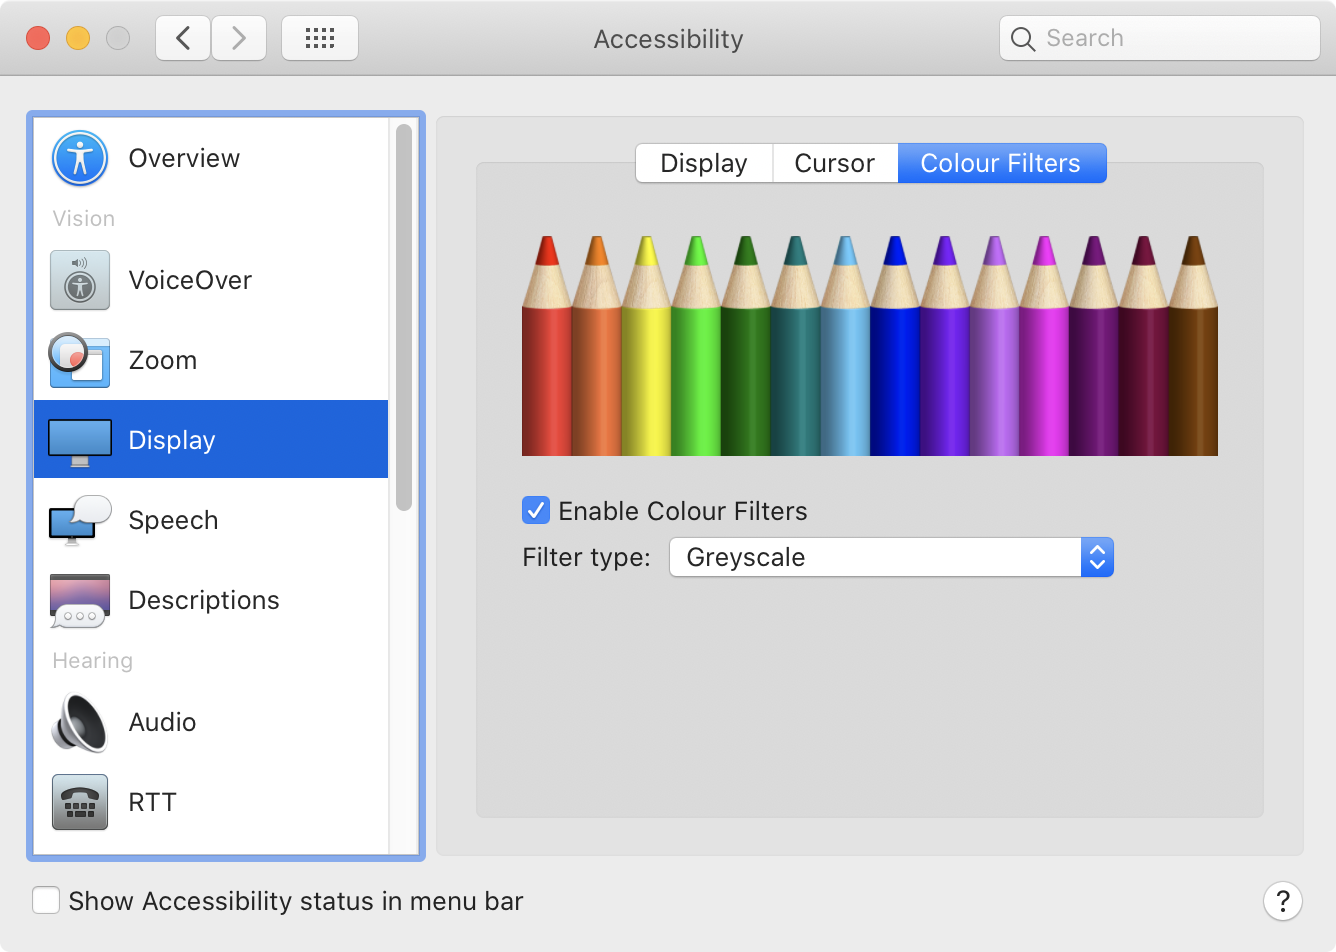 Accessibility
Search
Overview
Vision
VoiceOver
Zoom
Display
Speech
Descriptions
Hearing
Audio
RTT
Display
Cursor
Colour Filters
Enable Colour Filters
Filter type:
Greyscale
Show Accessibility status in menu bar
?